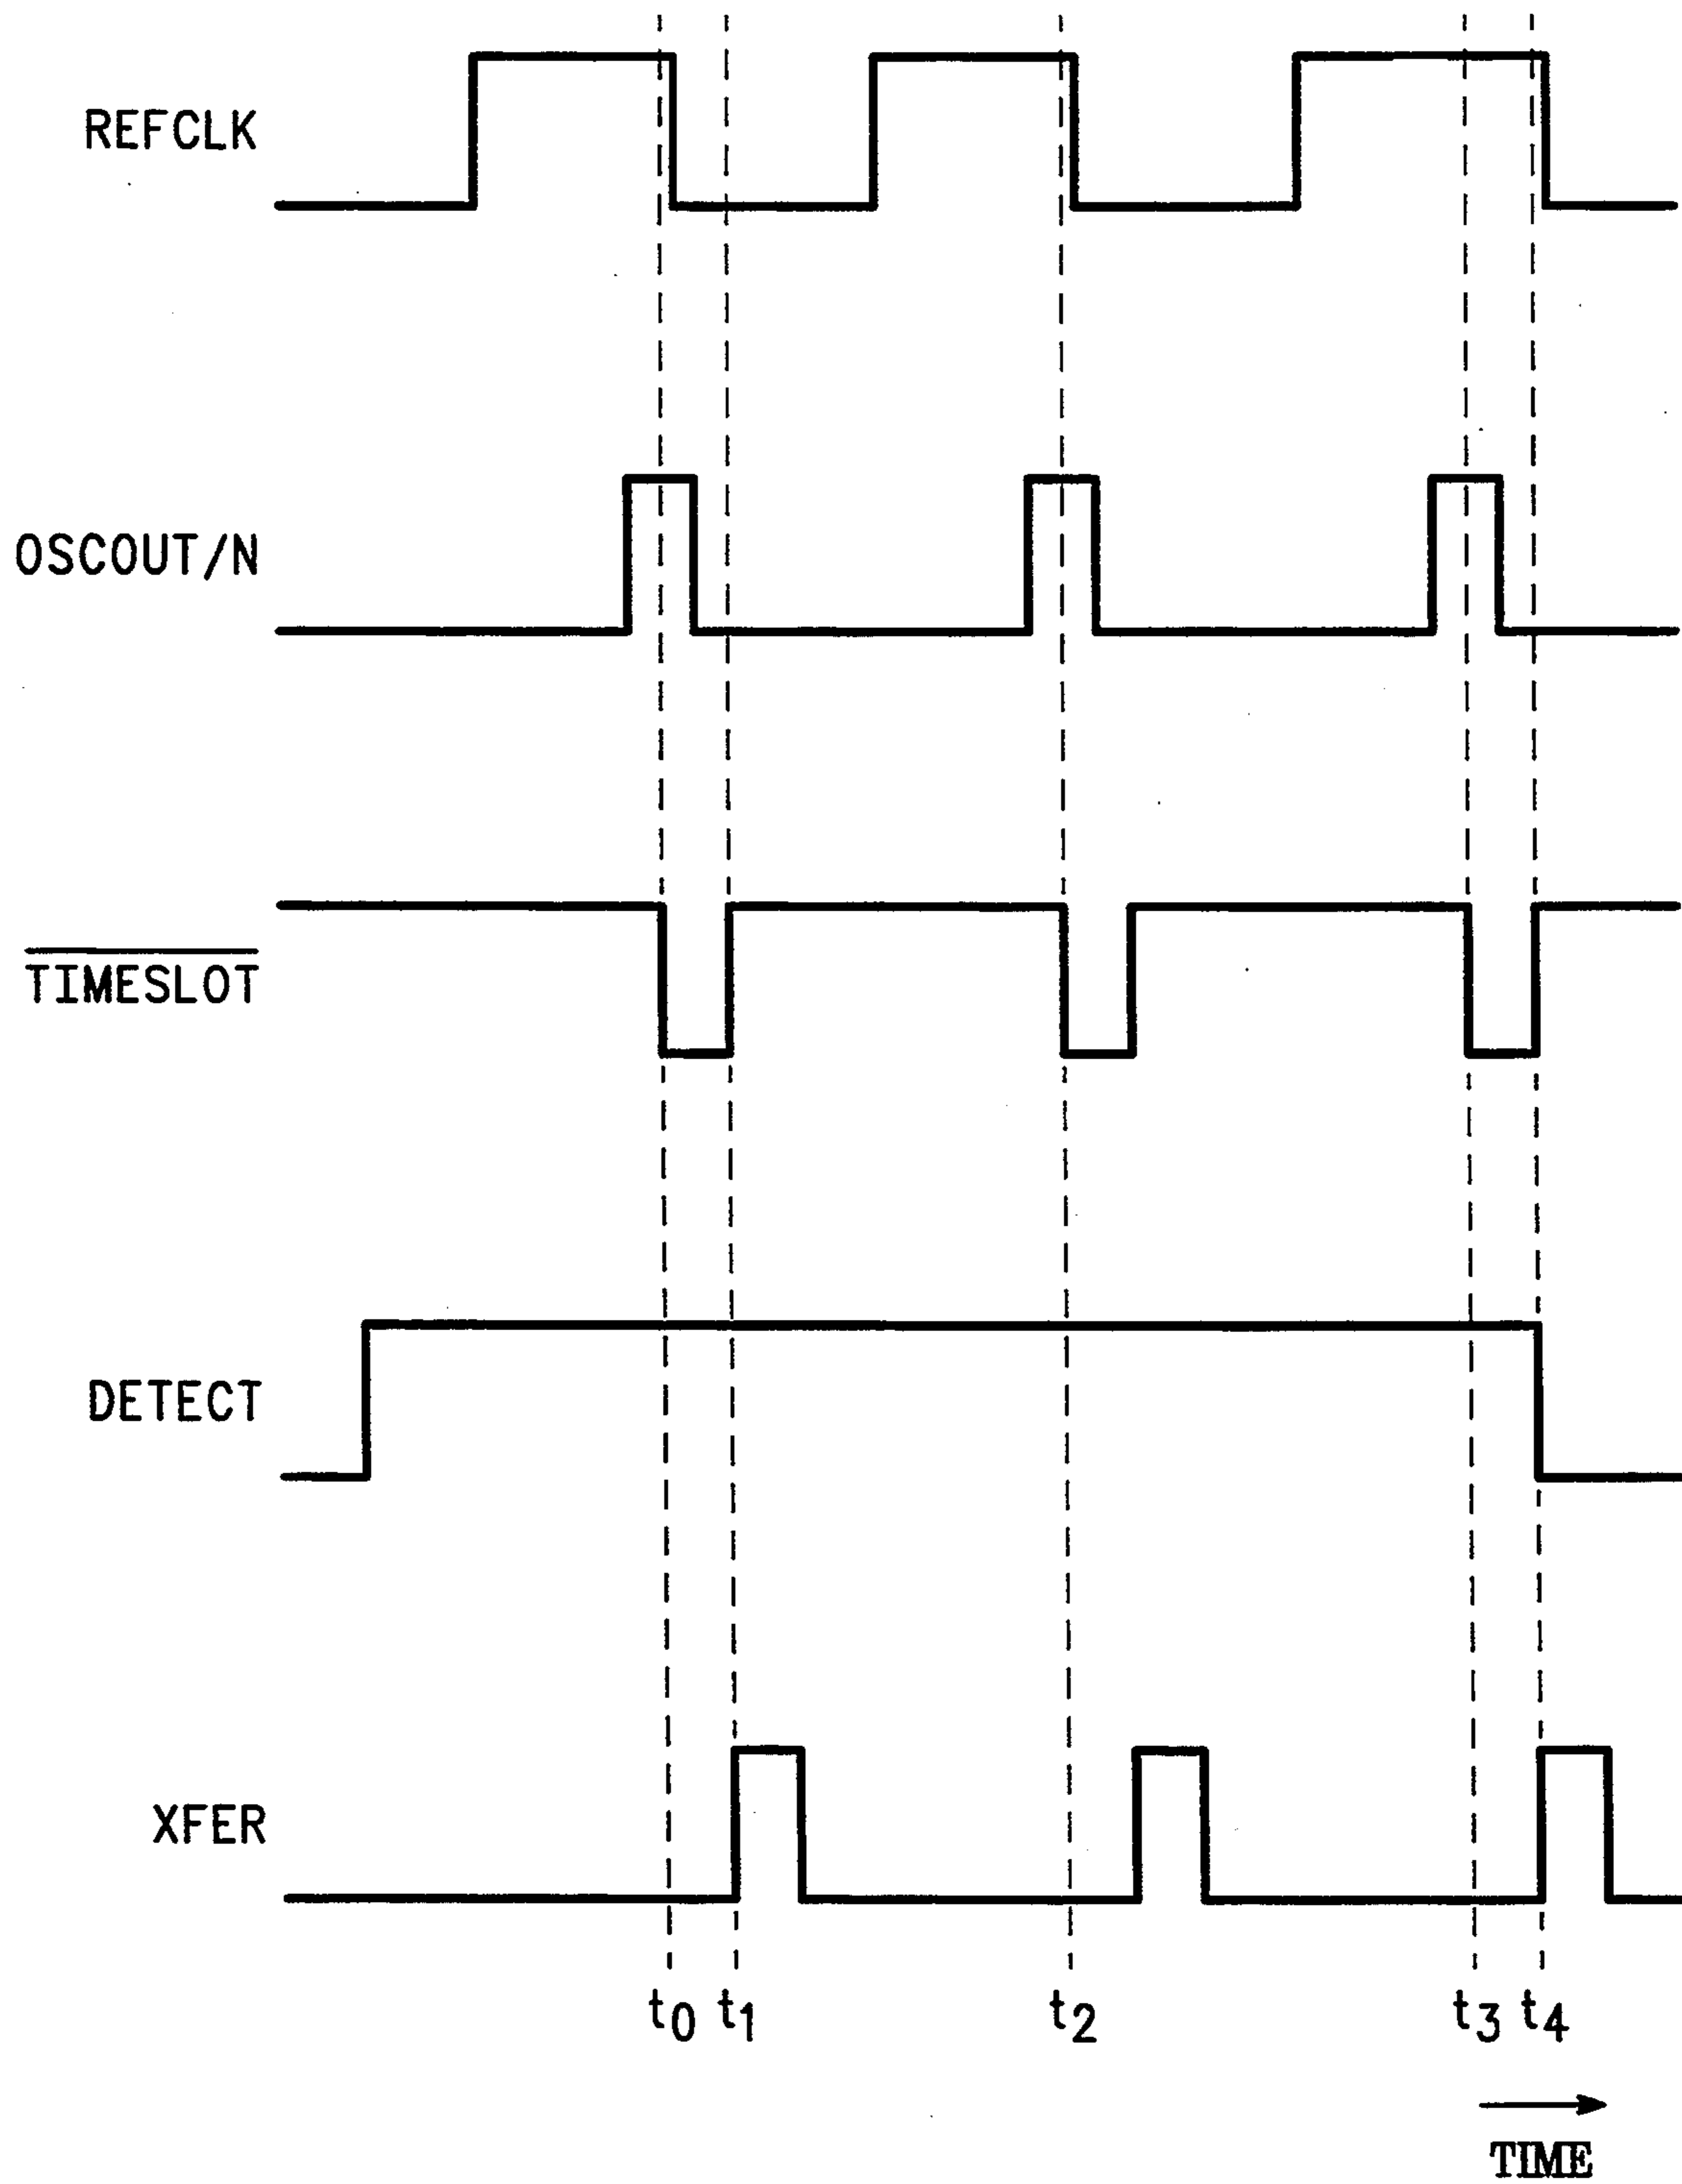 REFCLK
OSCOUT/N
TIMESLOT
DETECT
XFER
t0 t1 t2 t3 t4
TIME